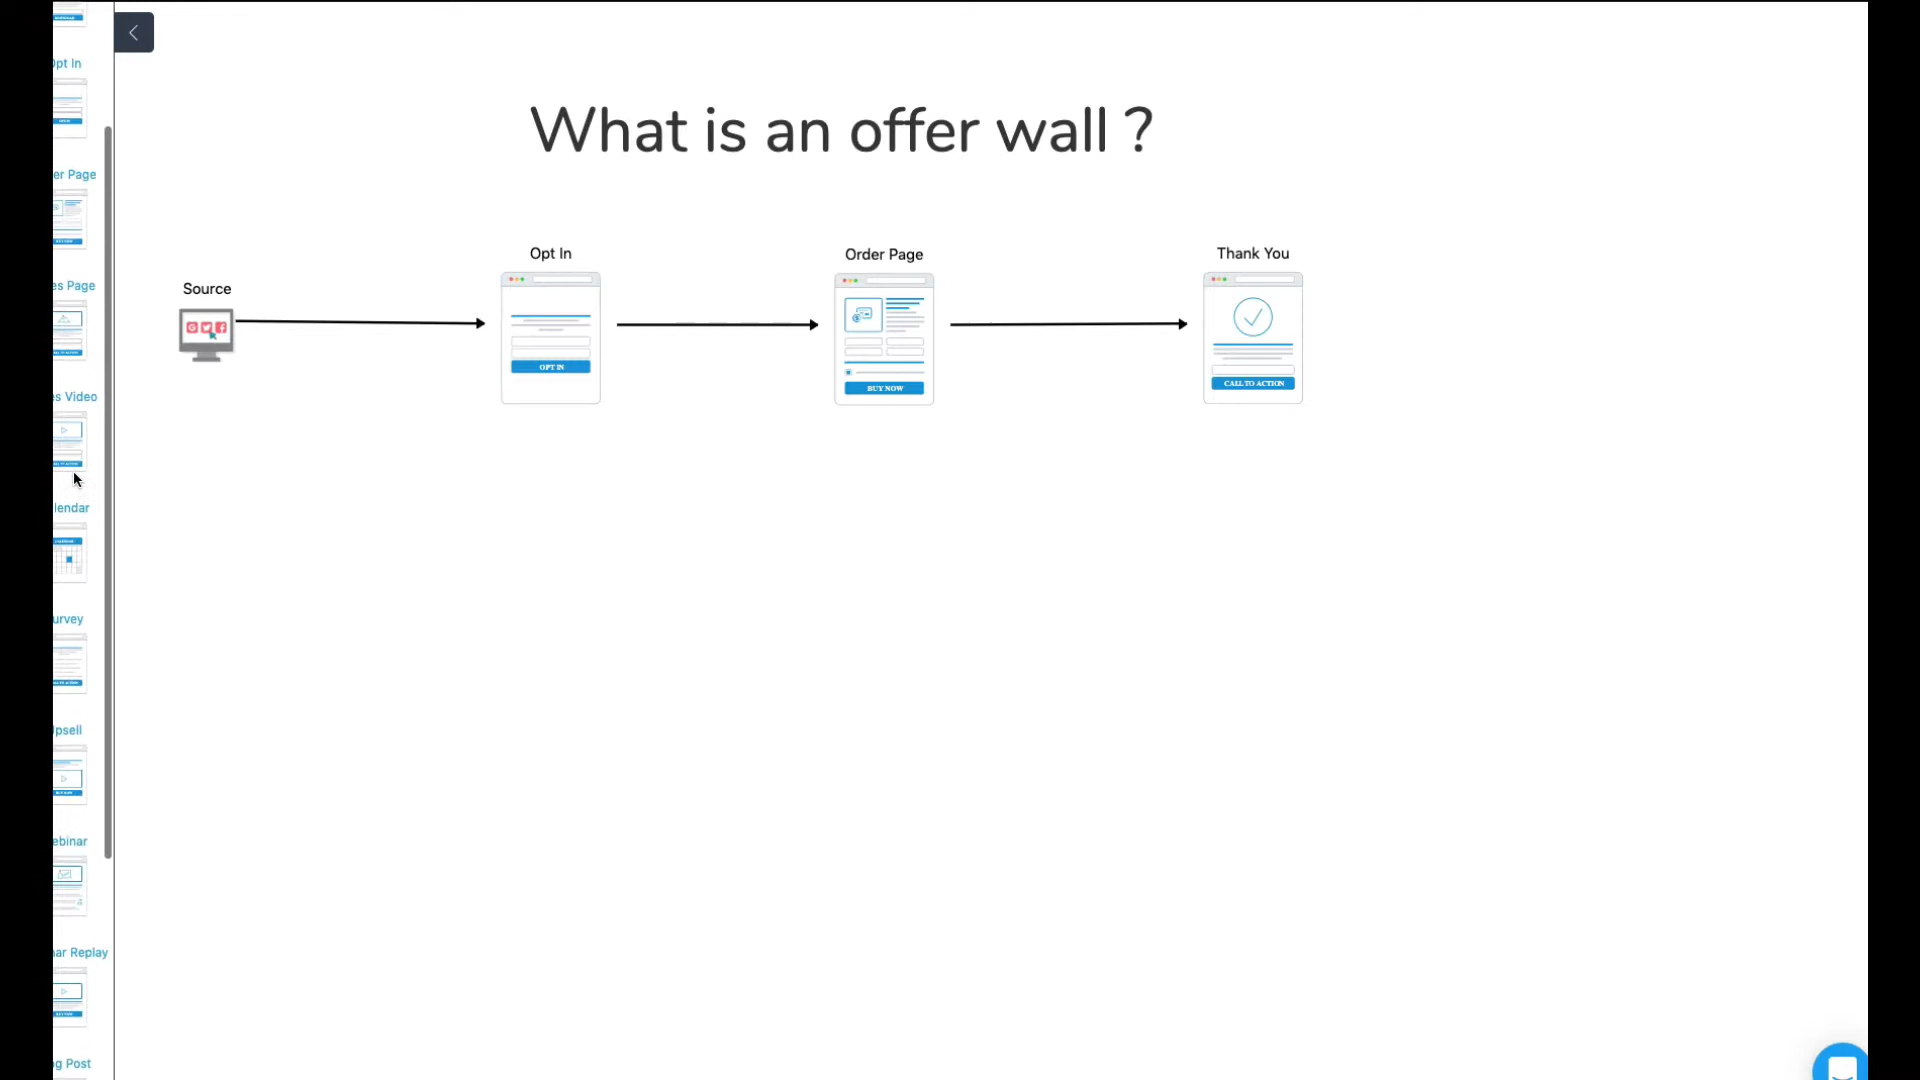 pt In
er Page
es Page
es Video
lendar
urvey
psell
ebinar
ar Replay
g Post
What is an offer wall ?
Source
Opt In
OPT IN
Order Page
BUY NOW
Thank You
CALL TO ACTION